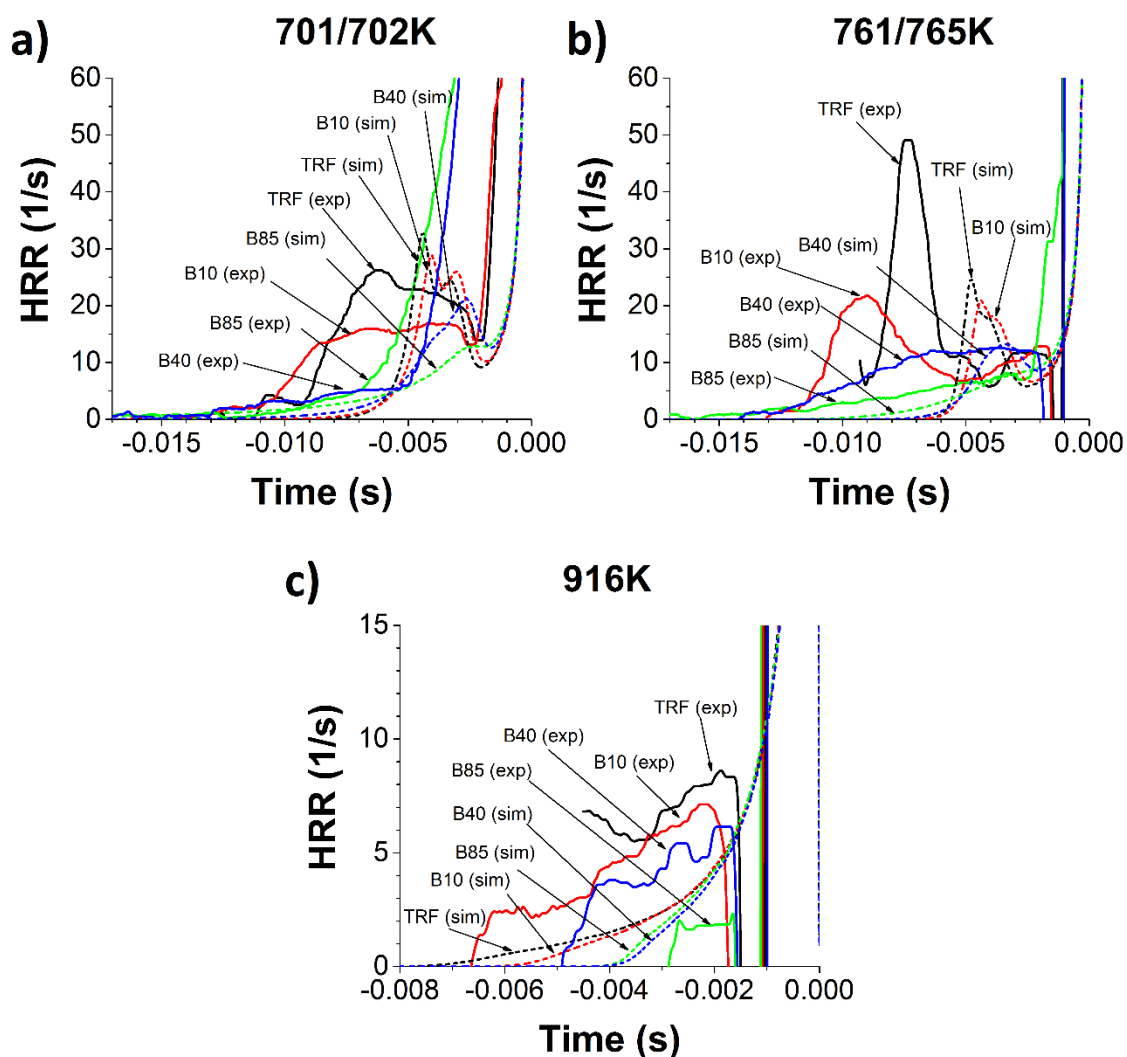 a)
701/702K
HRR (1/s)
60
50
40
30
20
10
0
B40 (sim)
B10 (sim)
TRF (sim)
TRF (exp)
B85 (sim)
B10 (exp)
B85 (exp)
B40 (exp)
-0.015
-0.010
-0.005
0.000
Time (s)
b)
761/765K
HRR (1/s)
60
50
40
30
20
10
0
TRF (exp)
TRF (sim)
B10 (sim)
B40 (sim)
B10 (exp)
B40 (exp)
B85 (sim)
B85 (exp)
-0.015
-0.010
-0.005
0.000
Time (s)
c)
916K
HRR (1/s)
15
10
5
0
TRF (exp)
B40 (exp)
B10 (exp)
B85 (exp)
B40 (sim)
B85 (sim)
B10 (sim)
TRF (sim)
-0.008
-0.006
-0.004
-0.002
0.000
Time (s)